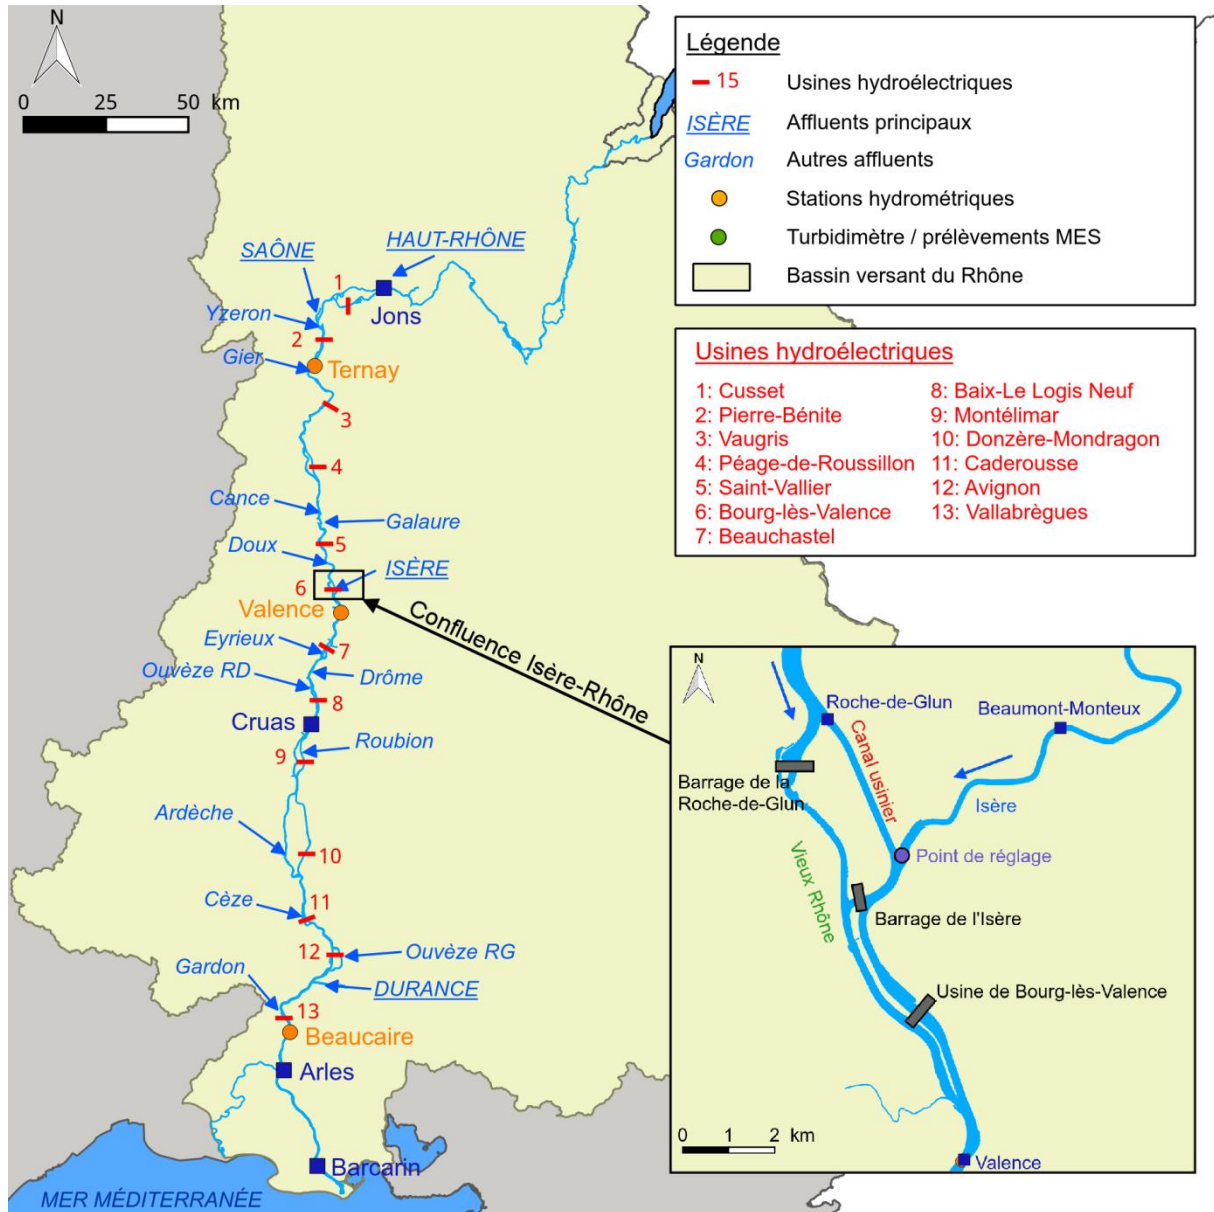 N
0 25 50 km
Légende
15 Usines hydroélectriques
ISÈRE Affluents principaux
Gardon Autres affluents
Stations hydrométriques
Turbidimètre / prélèvements MES
Bassin versant du Rhône
HAUT-RHÔNE
SAÔNE
1
Jons
Yzeron
2
Gier
Ternay
3
4
Cance
Galaure
5
Doux
ISÈRE
6
Valence
Eyrieux
7
Ouvèze RD
Drôme
8
Cruas
Roubion
9
Ardèche
10
Cèze
11
12
Ouvèze RG
Gardon
DURANCE
13
Beaucaire
Arles
Barcarin
MER MÉDITERRANÉE
Confluence Isère-Rhône
Usines hydroélectriques
1: Cusset
2: Pierre-Bénite
3: Vaugris
4: Péage-de-Roussillon
5: Saint-Vallier
6: Bourg-lès-Valence
7: Beauchastel
8: Baix-Le Logis Neuf
9: Montélimar
10: Donzère-Mondragon
11: Caderousse
12: Avignon
13: Vallabrègues
N
Roche-de-Glun
Beaumont-Monteux
Canal usinier
Barrage de la
Roche-de-Glun
Isère
Point de réglage
Vieux Rhône
Barrage de l'Isère
Usine de Bourg-lès-Valence
0 1 2 km
Valence